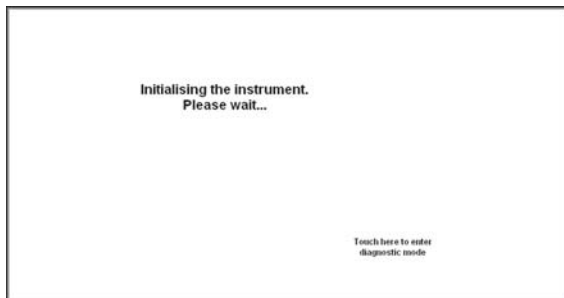 Initialising the instrument.
Please wait...
Touch here to enter
diagnostic mode